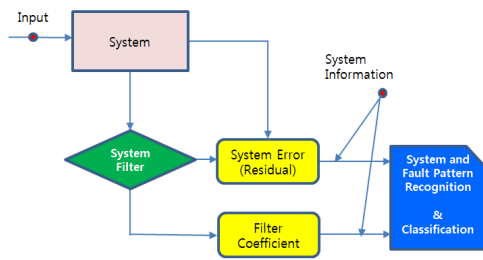 Input
System
System
Information
System
Filter
System Error
(Residual)
System and
Fault Pattern
Recognition
&
Classification
Filter
Coefficient